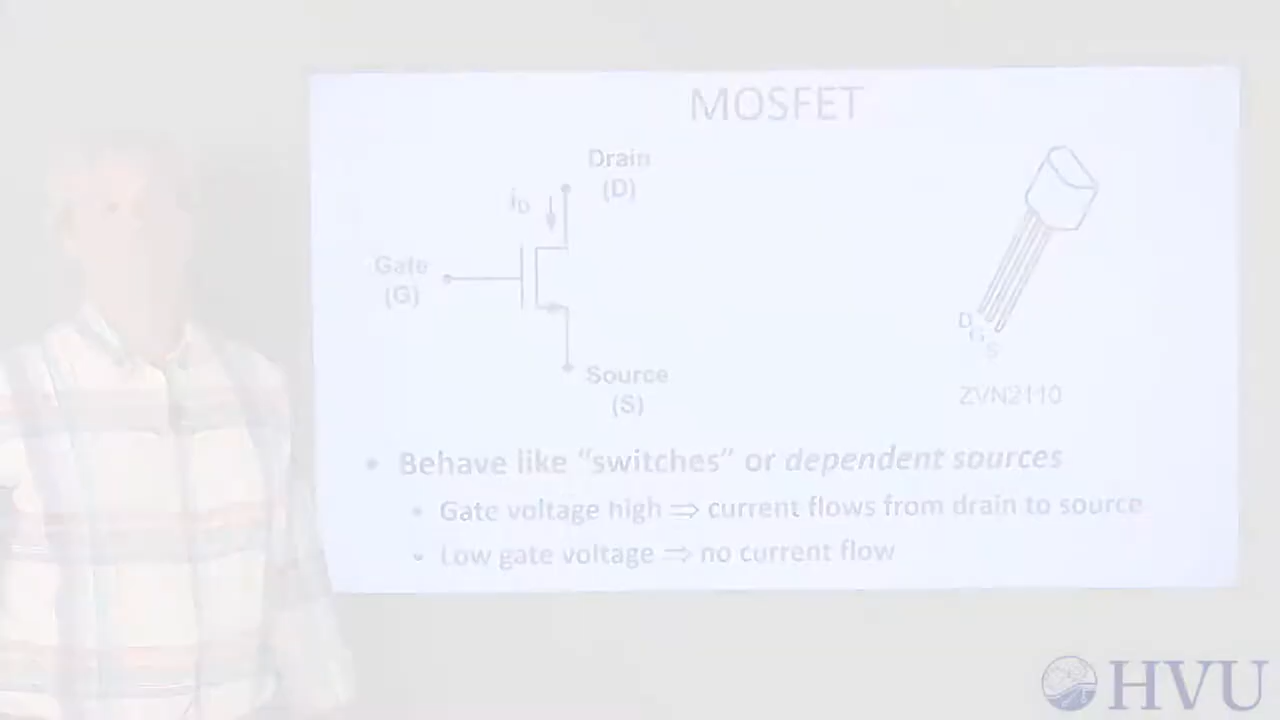 MOSFET
Drain
(D)
iD
Gate
(G)
Source
(S)
D
G
S
ZVN2110
• Behave like "switches" or dependent sources
• Gate voltage high ⇒ current flows from drain to source
• Low gate voltage ⇒ no current flow
HVU